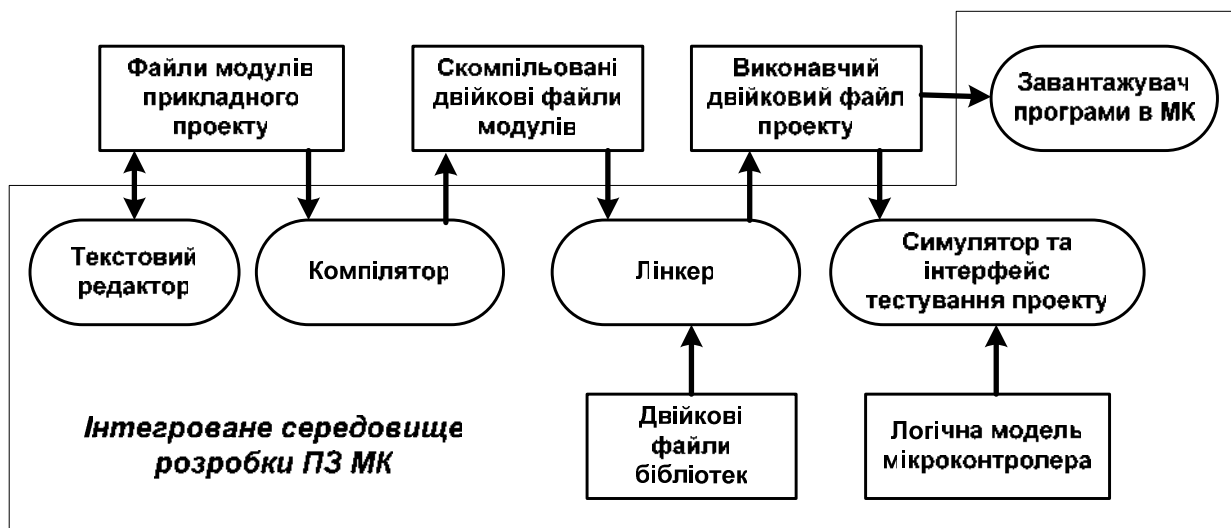 Файли модулів
прикладного
проекту
Скомпільовані
двійкові файли
модулів
Виконавчий
двійковий файл
проекту
Завантажувач
програми в МК
Текстовий
редактор
Компілятор
Лінкер
Симулятор та
інтерфейс
тестування проекту
Інтегроване середовище
розробки ПЗ МК
Двійкові
файли
бібліотек
Логічна модель
мікроконтролера